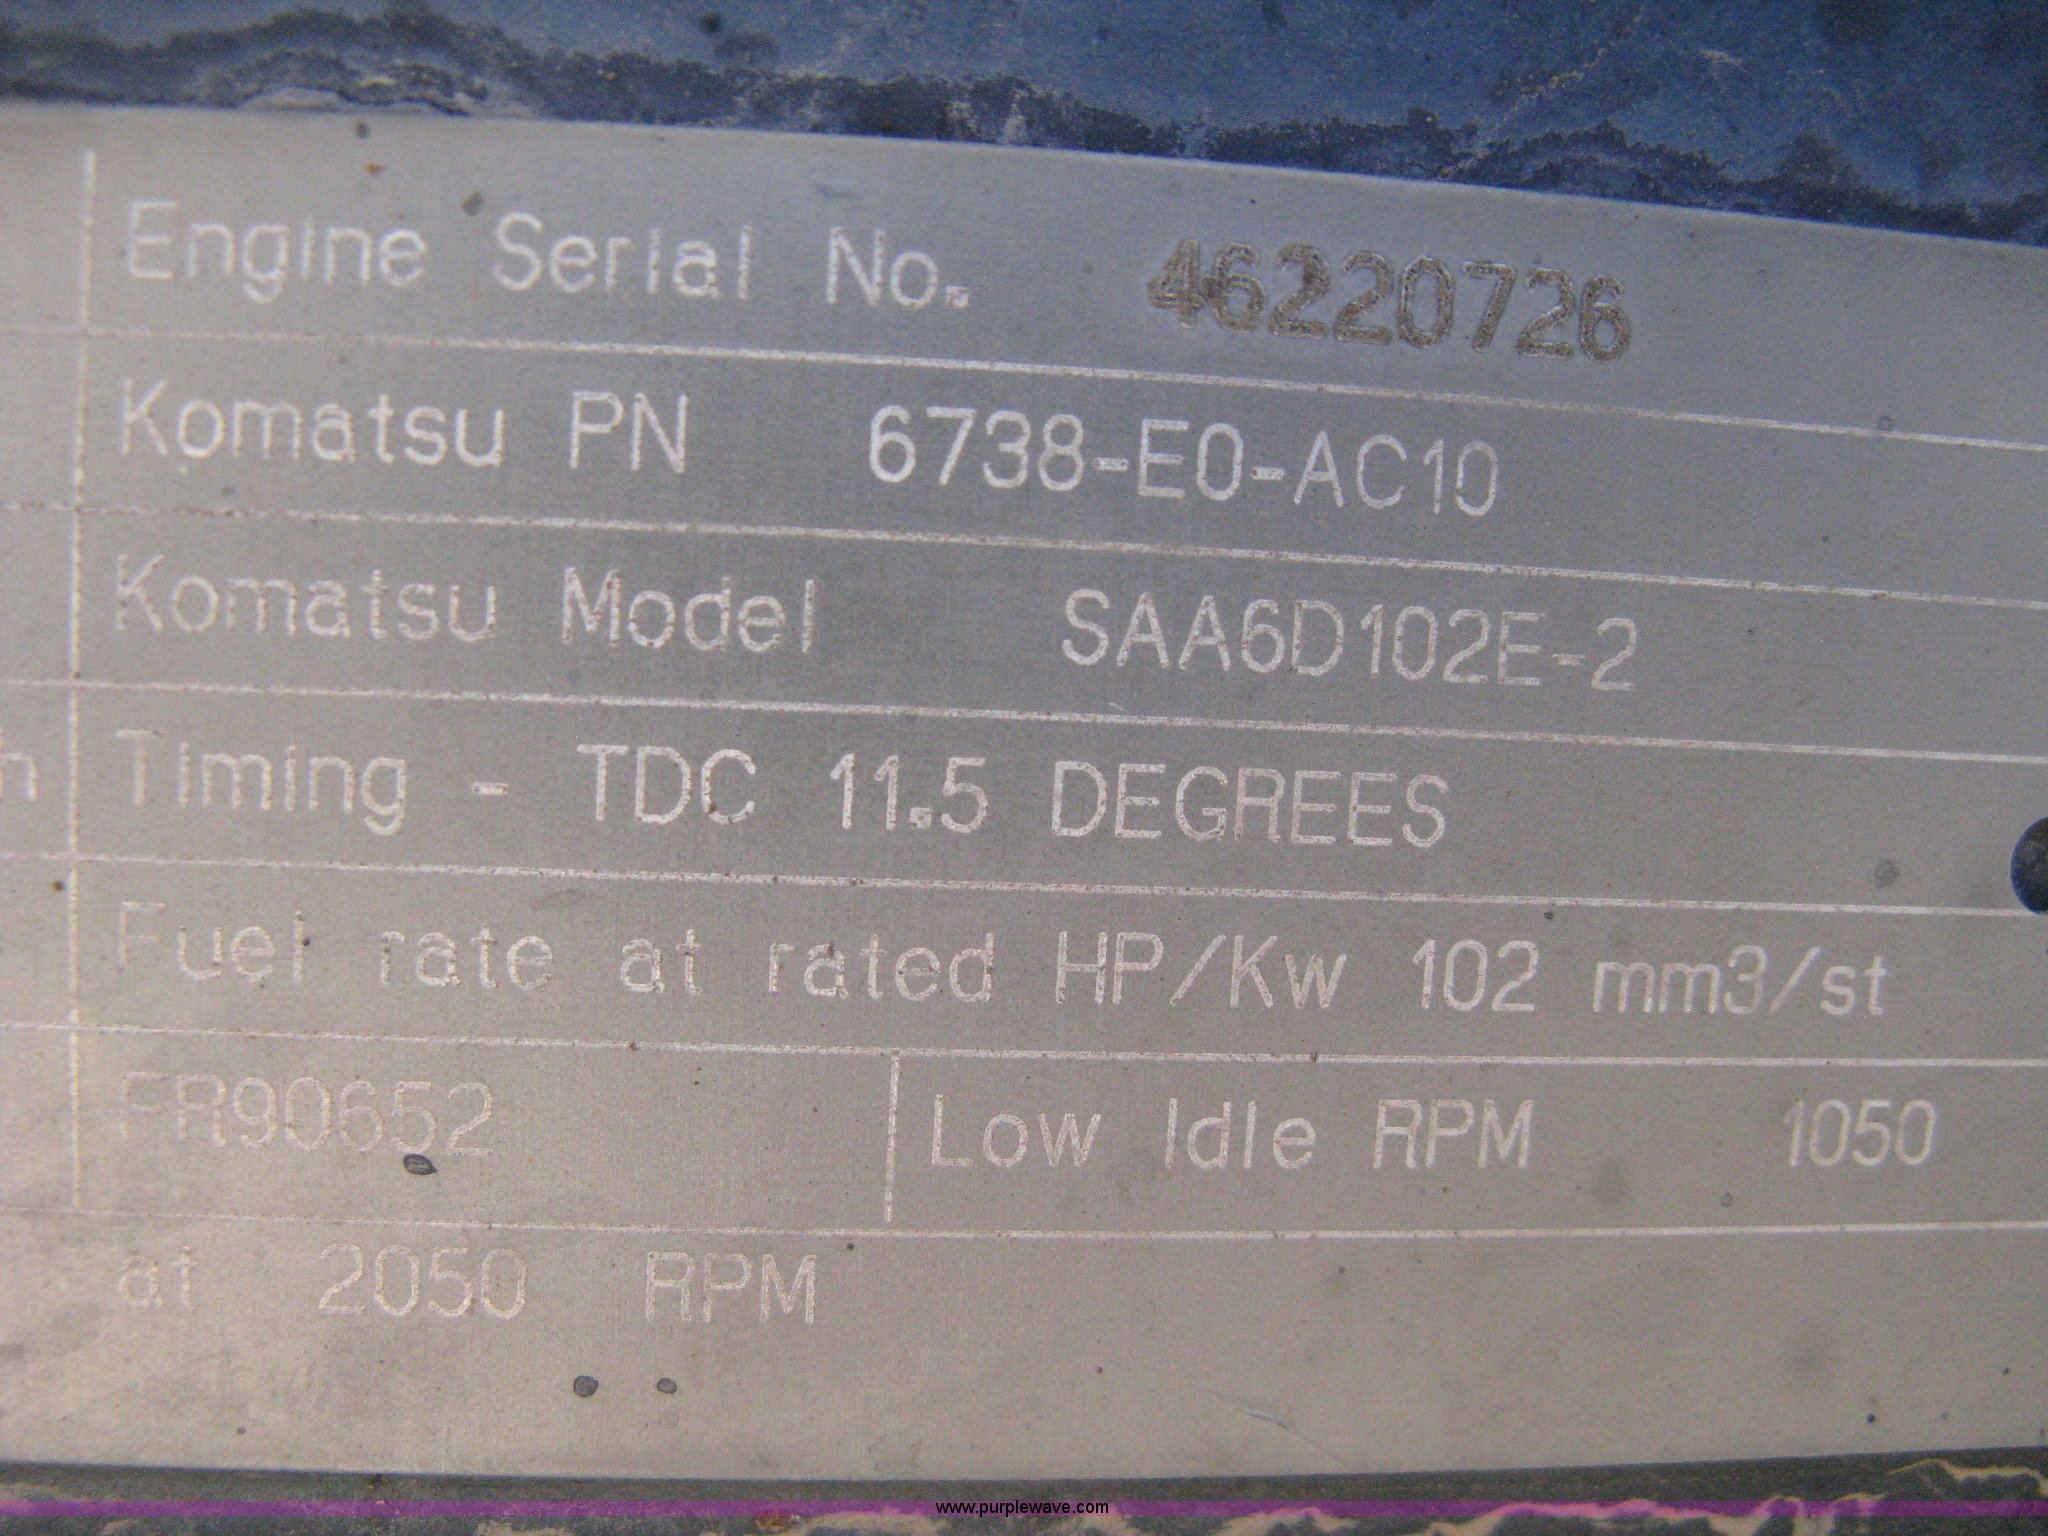 Engine Serial No. 46220726
Komatsu PN 6738-E0-AC10
Komatsu Model SAA6D102E-2
Timing - TDC 11.5 DEGREES
Fuel rate at rated HP/Kw 102 mm3/st
FR90652 Low Idle RPM 1050
at 2050 RPM
www.purplewave.com